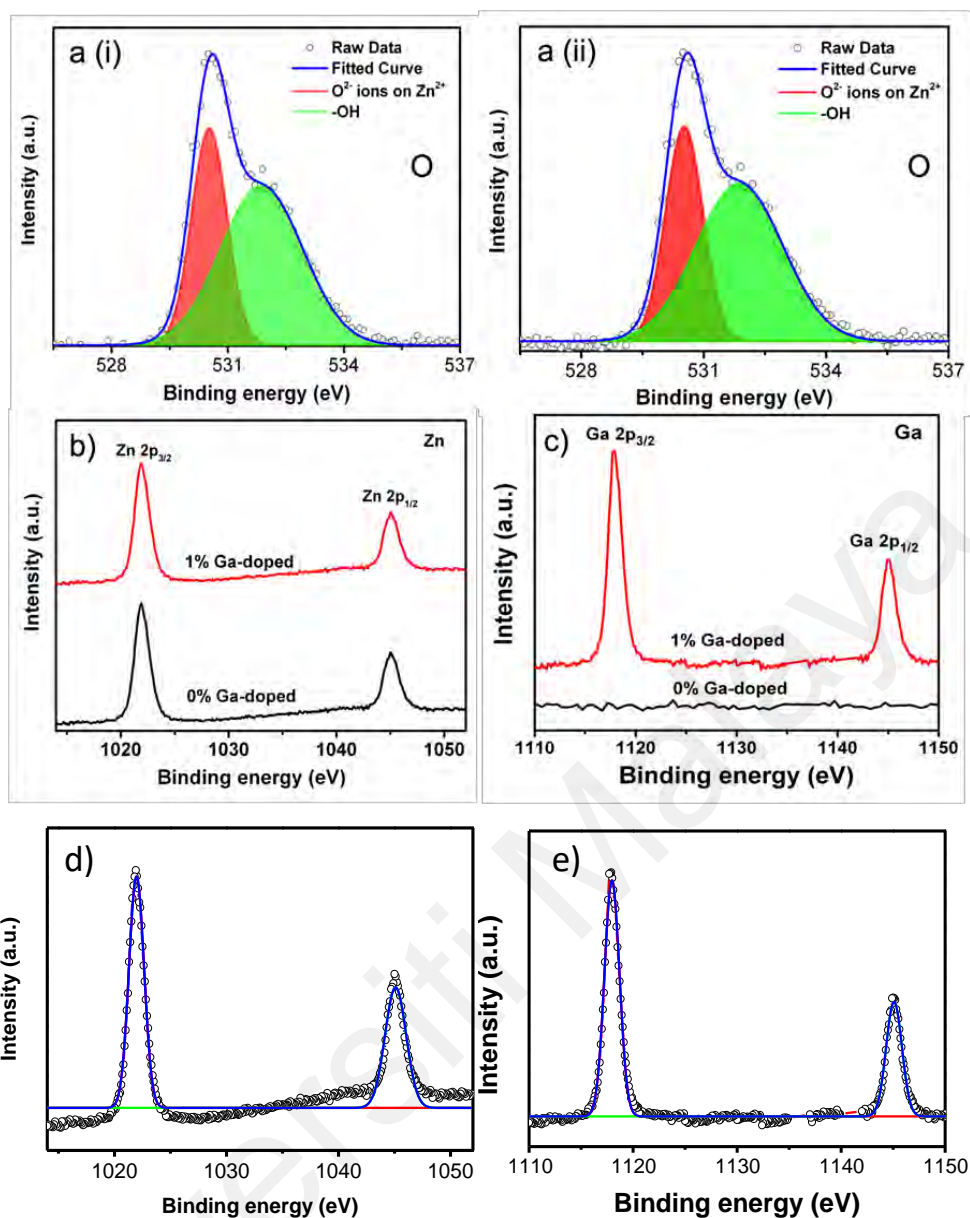 a (i)
Raw Data
Fitted Curve
O²⁻ ions on Zn²⁺
-OH
O
Intensity (a.u.)
528 531 534 537
Binding energy (eV)
a (ii)
Raw Data
Fitted Curve
O²⁻ ions on Zn²⁺
-OH
O
Intensity (a.u.)
528 531 534 537
Binding energy (eV)
b)
Zn
Zn 2p₃/₂
Zn 2p₁/₂
1% Ga-doped
0% Ga-doped
Intensity (a.u.)
1020 1030 1040 1050
Binding energy (eV)
c)
Ga 2p₃/₂
Ga
Ga 2p₁/₂
1% Ga-doped
0% Ga-doped
Intensity (a.u.)
1110 1120 1130 1140 1150
Binding energy (eV)
d)
Intensity (a.u.)
1020 1030 1040 1050
Binding energy (eV)
e)
Intensity (a.u.)
1110 1120 1130 1140 1150
Binding energy (eV)
ersiti Malaya